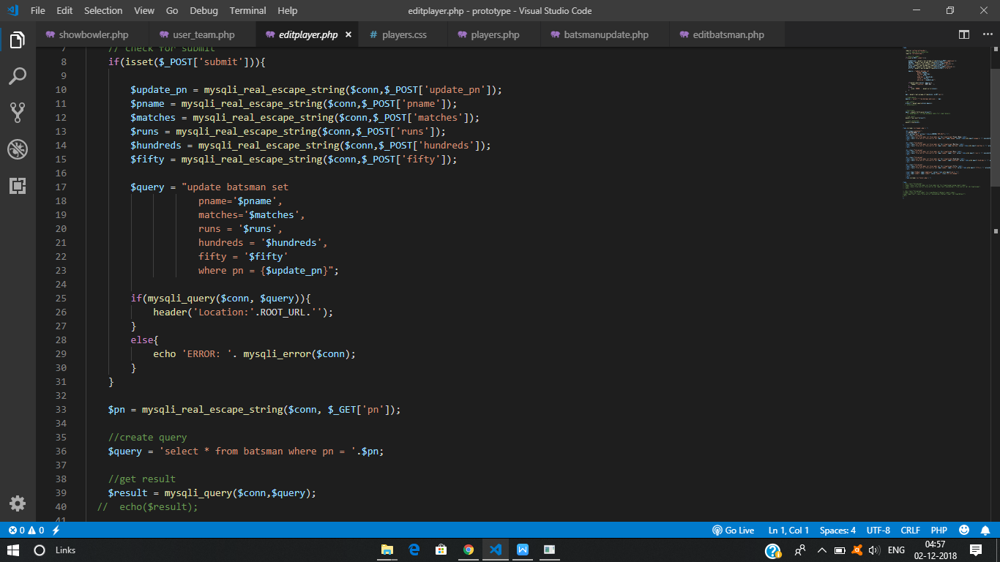 File Edit Selection View Go Debug Terminal Help editplayer.php - prototype - Visual Studio Code
showbowler.php user_team.php editplayer.php × # players.css players.php batsmanupdate.php editbatsman.php
7 // check for submit
8 if(isset($_POST['submit'])){
9
10 $update_pn = mysqli_real_escape_string($conn,$_POST['update_pn']);
11 $pname = mysqli_real_escape_string($conn,$_POST['pname']);
12 $matches = mysqli_real_escape_string($conn,$_POST['matches']);
13 $runs = mysqli_real_escape_string($conn,$_POST['runs']);
14 $hundreds = mysqli_real_escape_string($conn,$_POST['hundreds']);
15 $fifty = mysqli_real_escape_string($conn,$_POST['fifty']);
16
17 $query = "update batsman set
18 pname='$pname',
19 matches='$matches',
20 runs = '$runs',
21 hundreds = '$hundreds',
22 fifty = '$fifty'
23 where pn = {$update_pn}";
24
25 if(mysqli_query($conn, $query)){
26 header('Location:'.ROOT_URL.'');
27 }
28 else{
29 echo 'ERROR: '. mysqli_error($conn);
30 }
31 }
32
33 $pn = mysqli_real_escape_string($conn, $_GET['pn']);
34
35 //create query
36 $query = 'select * from batsman where pn = '.$pn;
37
38 //get result
39 $result = mysqli_query($conn,$query);
40 // echo($result);
41
0 0 Go Live Ln 1, Col 1 Spaces: 4 UTF-8 CRLF PHP
Links ENG 04:57
02-12-2018